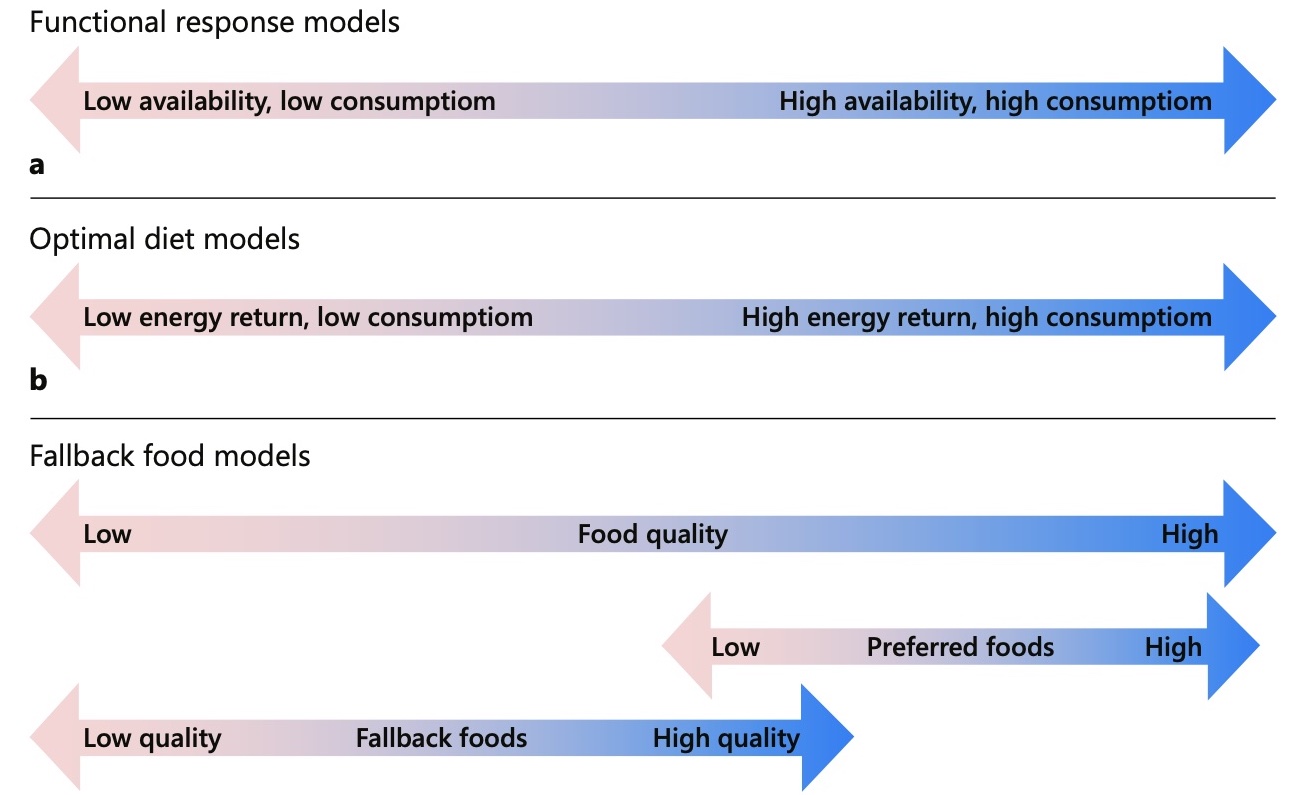 Functional response models
Low availability, low consumptiom
High availability, high consumptiom
a
Optimal diet models
Low energy return, low consumptiom
High energy return, high consumptiom
b
Fallback food models
Low
Food quality
High
Low
Preferred foods
High
Low quality
Fallback foods
High quality